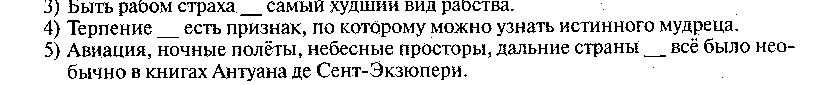 3) Быть рабом страха __ самый худший вид рабства.
4) Терпение __ есть признак, по которому можно узнать истинного мудреца.
5) Авиация, ночные полёты, небесные просторы, дальние страны __ всё было нео-
бычно в книгах Антуана де Сент-Экзюпери.